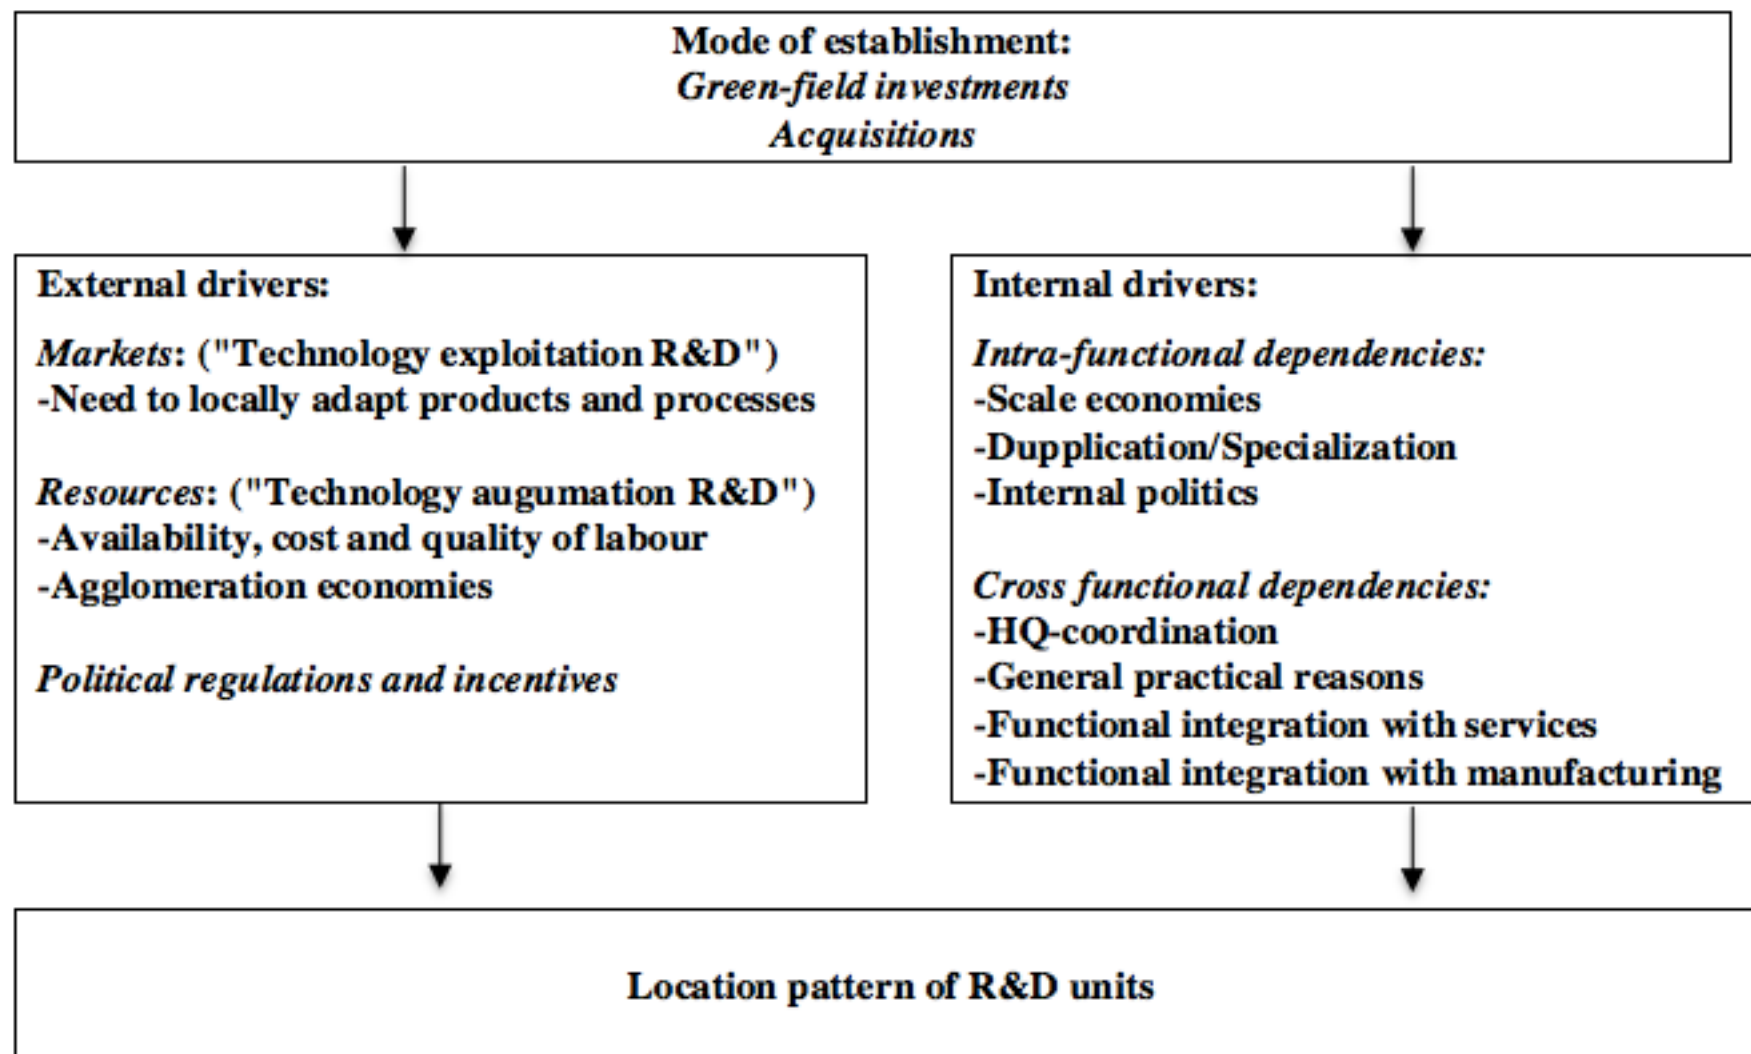 Mode of establishment:
Green-field investments
Acquisitions
External drivers:
Markets: ("Technology exploitation R&D")
-Need to locally adapt products and processes
Resources: ("Technology augumation R&D")
-Availability, cost and quality of labour
-Agglomeration economies
Political regulations and incentives
Internal drivers:
Intra-functional dependencies:
-Scale economies
-Dupplication/Specialization
-Internal politics
Cross functional dependencies:
-HQ-coordination
-General practical reasons
-Functional integration with services
-Functional integration with manufacturing
Location pattern of R&D units